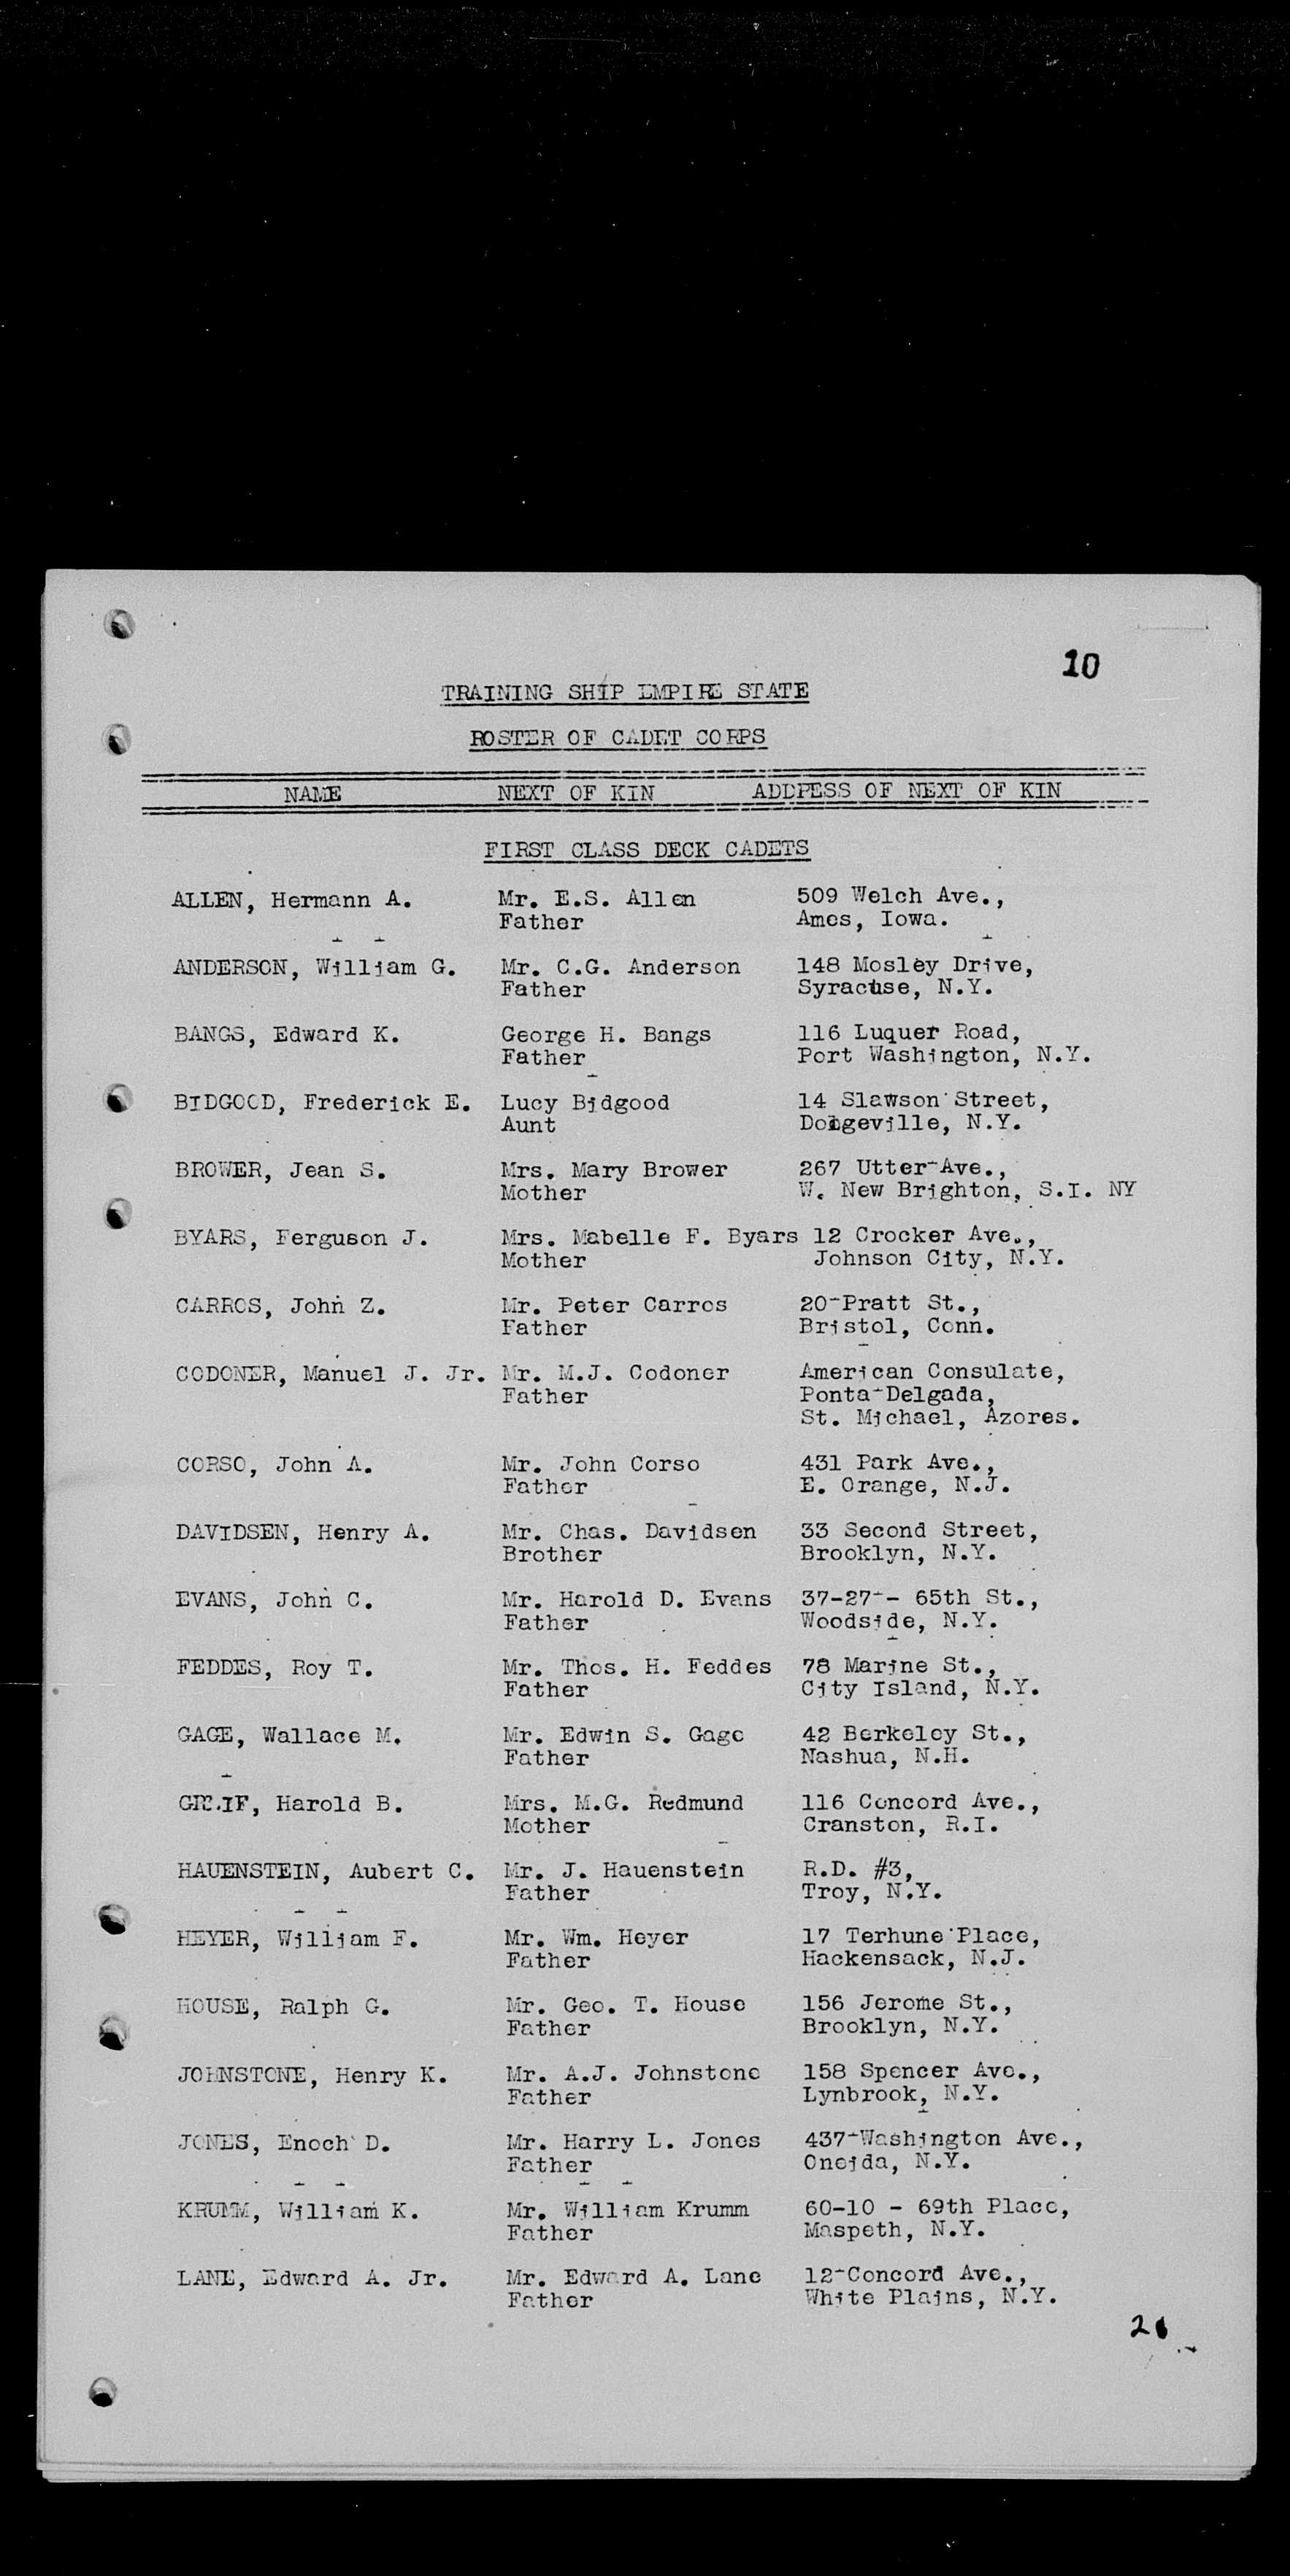 10
TRAINING SHIP EMPIRE STATE
ROSTER OF CADET CORPS
NAME NEXT OF KIN ADDRESS OF NEXT OF KIN
FIRST CLASS DECK CADETS
ALLEN, Hermann A. Mr. E.S. Allen 509 Welch Ave.,
Father Ames, Iowa.
ANDERSON, William G. Mr. C.G. Anderson 148 Mosley Drive,
Father Syracuse, N.Y.
BANGS, Edward K. George H. Bangs 116 Luquer Road,
Father Port Washington, N.Y.
BIDGOOD, Frederick E. Lucy Bidgood 14 Slawson Street,
Aunt Dolgeville, N.Y.
BROWER, Jean S. Mrs. Mary Brower 267 Utter Ave.,
Mother W. New Brighton, S.I. NY
BYARS, Ferguson J. Mrs. Mabelle F. Byars 12 Crocker Ave.,
Mother Johnson City, N.Y.
CARROS, John Z. Mr. Peter Carros 20 Pratt St.,
Father Bristol, Conn.
CODONER, Manuel J. Jr. Mr. M.J. Codoner American Consulate,
Father Ponta Delgada,
St. Michael, Azores.
CORSO, John A. Mr. John Corso 431 Park Ave.,
Father E. Orange, N.J.
DAVIDSEN, Henry A. Mr. Chas. Davidsen 33 Second Street,
Brother Brooklyn, N.Y.
EVANS, John C. Mr. Harold D. Evans 37-27 - 65th St.,
Father Woodside, N.Y.
FEDDES, Roy T. Mr. Thos. H. Feddes 78 Marine St.,
Father City Island, N.Y.
GAGE, Wallace M. Mr. Edwin S. Gage 42 Berkeley St.,
Father Nashua, N.H.
Harold B. Mrs. M.G. Redmund 116 Concord Ave.,
Mother Cranston, R.I.
HAUENSTEIN, Aubert C. Mr. J. Hauenstein R.D. #3,
Father Troy, N.Y.
HEYER, William F. Mr. Wm. Heyer 17 Terhune Place,
Father Hackensack, N.J.
HOUSE, Ralph G. Mr. Geo. T. House 156 Jerome St.,
Father Brooklyn, N.Y.
JOHNSTONE, Henry K. Mr. A.J. Johnstone 158 Spencer Ave.,
Father Lynbrook, N.Y.
JONES, Enoch D. Mr. Harry L. Jones 437 Washington Ave.,
Father Oneida, N.Y.
KRUMM, William K. Mr. William Krumm 60-10 - 69th Place,
Father Maspeth, N.Y.
LANE, Edward A. Jr. Mr. Edward A. Lane 12 Concord Ave.,
Father White Plains, N.Y.
21